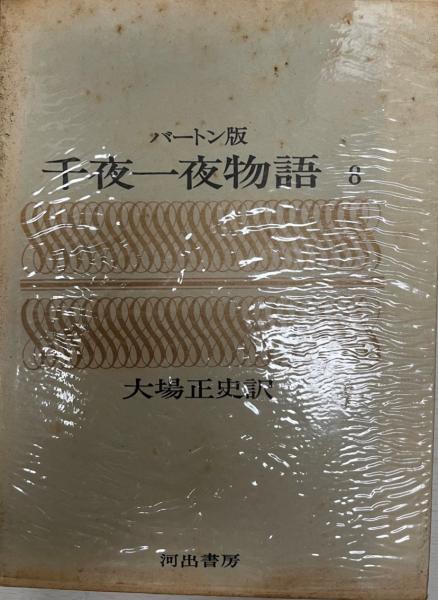 バートン版
千夜一夜物語 8
大場正史訳
河出書房